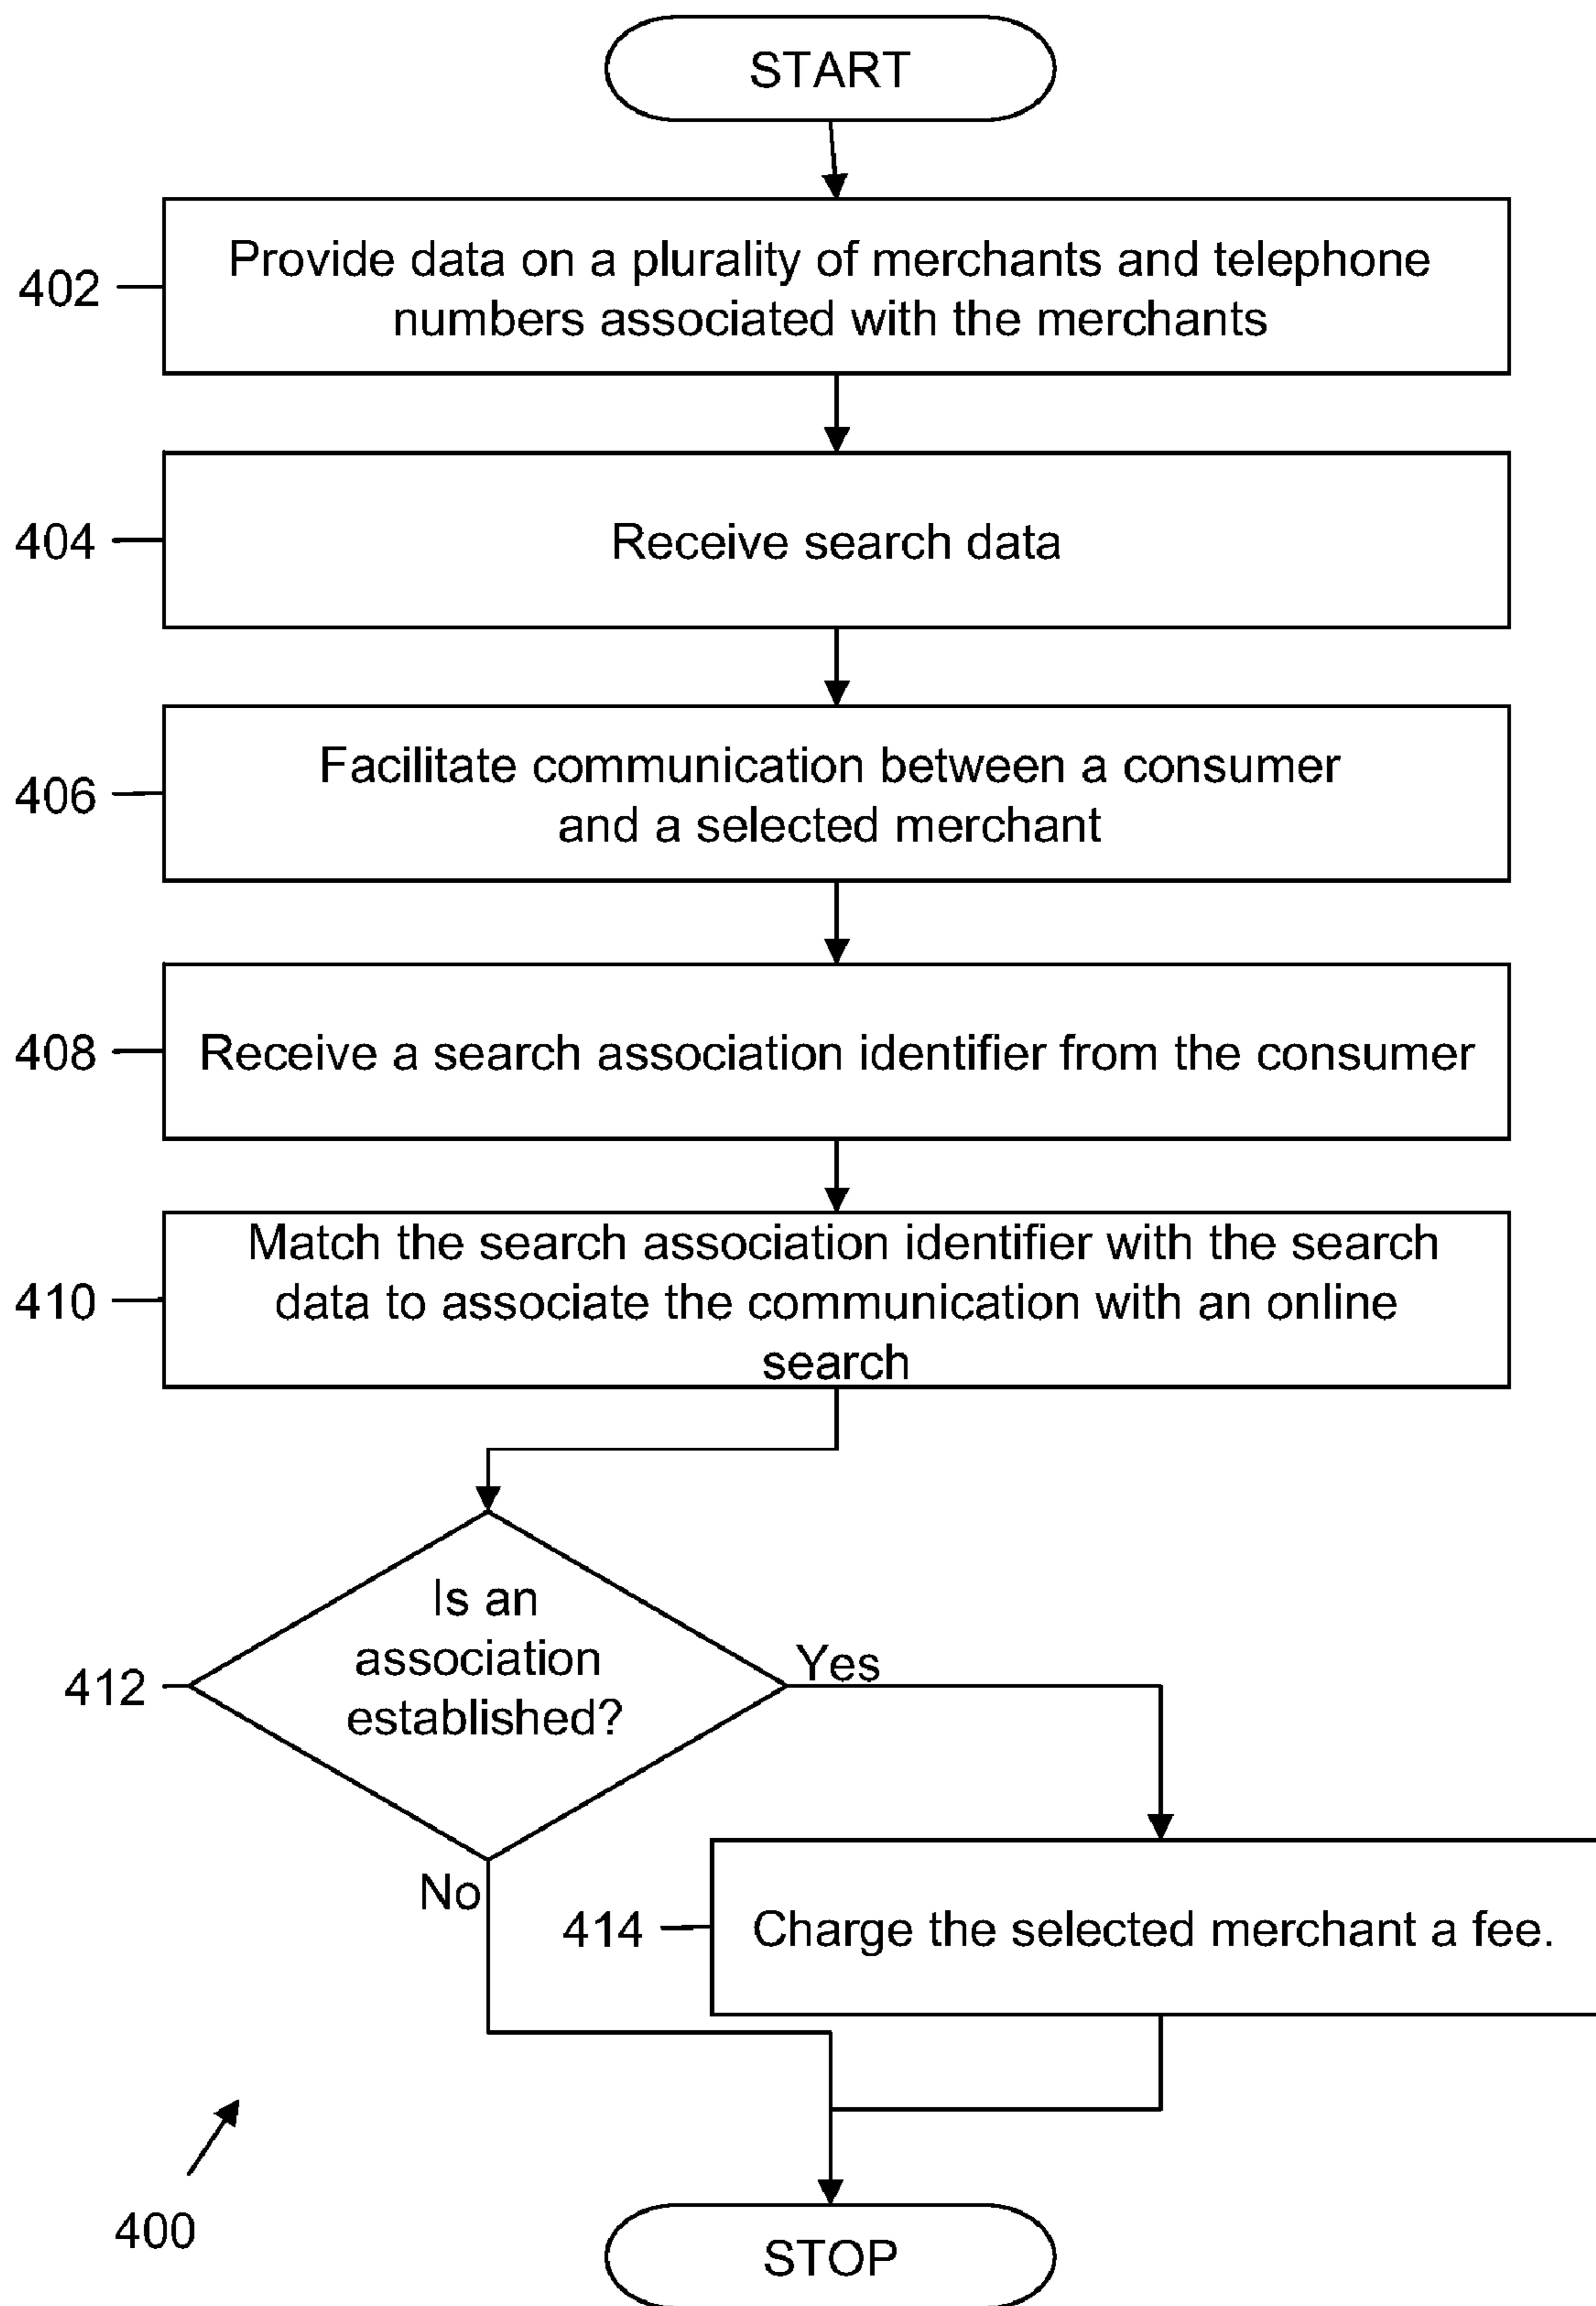 START
402
Provide data on a plurality of merchants and telephone
numbers associated with the merchants
404
Receive search data
406
Facilitate communication between a consumer
and a selected merchant
408
Receive a search association identifier from the consumer
410
Match the search association identifier with the search
data to associate the communication with an online
search
412
Is an
association
established?
Yes
No
414
Charge the selected merchant a fee.
400
STOP